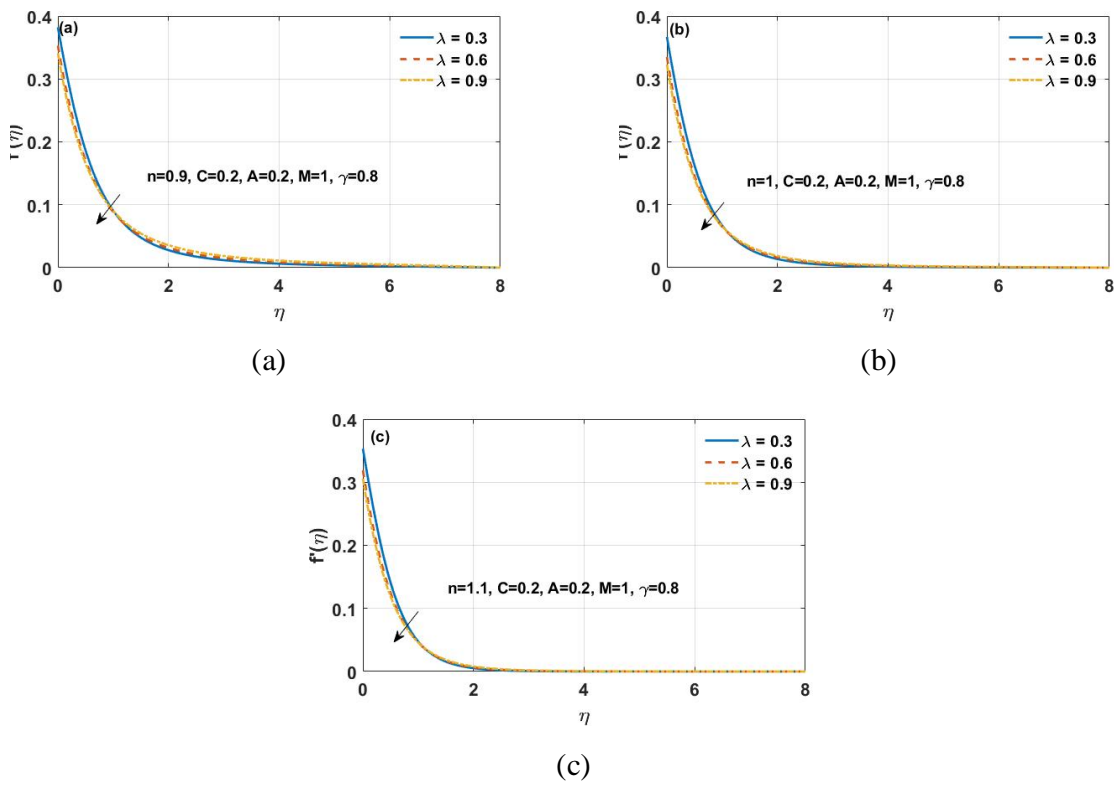 (a)
0.4
0.3
0.2
0.1
0
λ = 0.3
λ = 0.6
λ = 0.9
n=0.9, C=0.2, A=0.2, M=1, γ=0.8
(η)
0 2 4 6 8
η
(a)
(b)
0.4
0.3
0.2
0.1
0
λ = 0.3
λ = 0.6
λ = 0.9
n=1, C=0.2, A=0.2, M=1, γ=0.8
(η)
0 2 4 6 8
η
(b)
(c)
0.4
0.3
0.2
0.1
0
λ = 0.3
λ = 0.6
λ = 0.9
n=1.1, C=0.2, A=0.2, M=1, γ=0.8
f'(η)
0 2 4 6 8
η
(c)